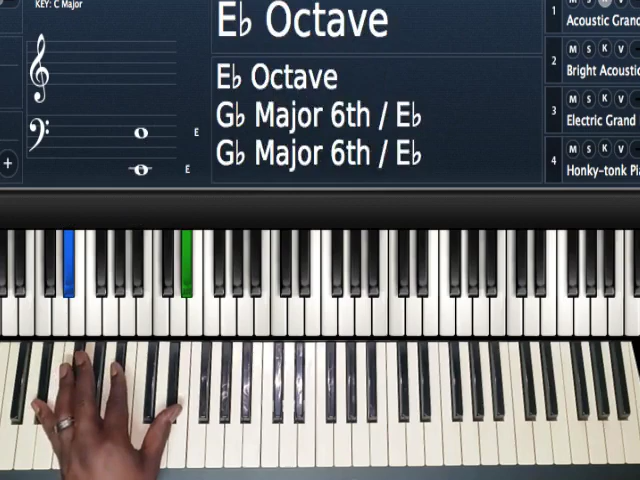 KEY: C Major
E♭ Octave
E♭ Octave
G♭ Major 6th / E♭
G♭ Major 6th / E♭
E
E
1
M S K V
Acoustic Grand
2
M S K V
Bright Acoustic
3
M S K V
Electric Grand
4
M S K V
Honky-tonk Pia